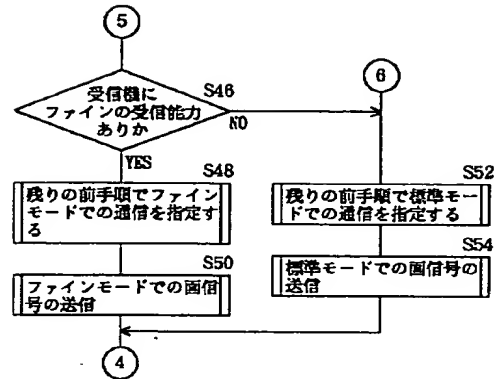 5
S46
受信機に
ファインの受信能力
ありか
NO
6
YES
S48
残りの前手順でファイン
モードでの通信を指定す
る
S50
ファインモードでの画信
号の送信
S52
残りの前手順で標準モー
ドでの通信を指定する
S54
標準モードでの画信号の
送信
4